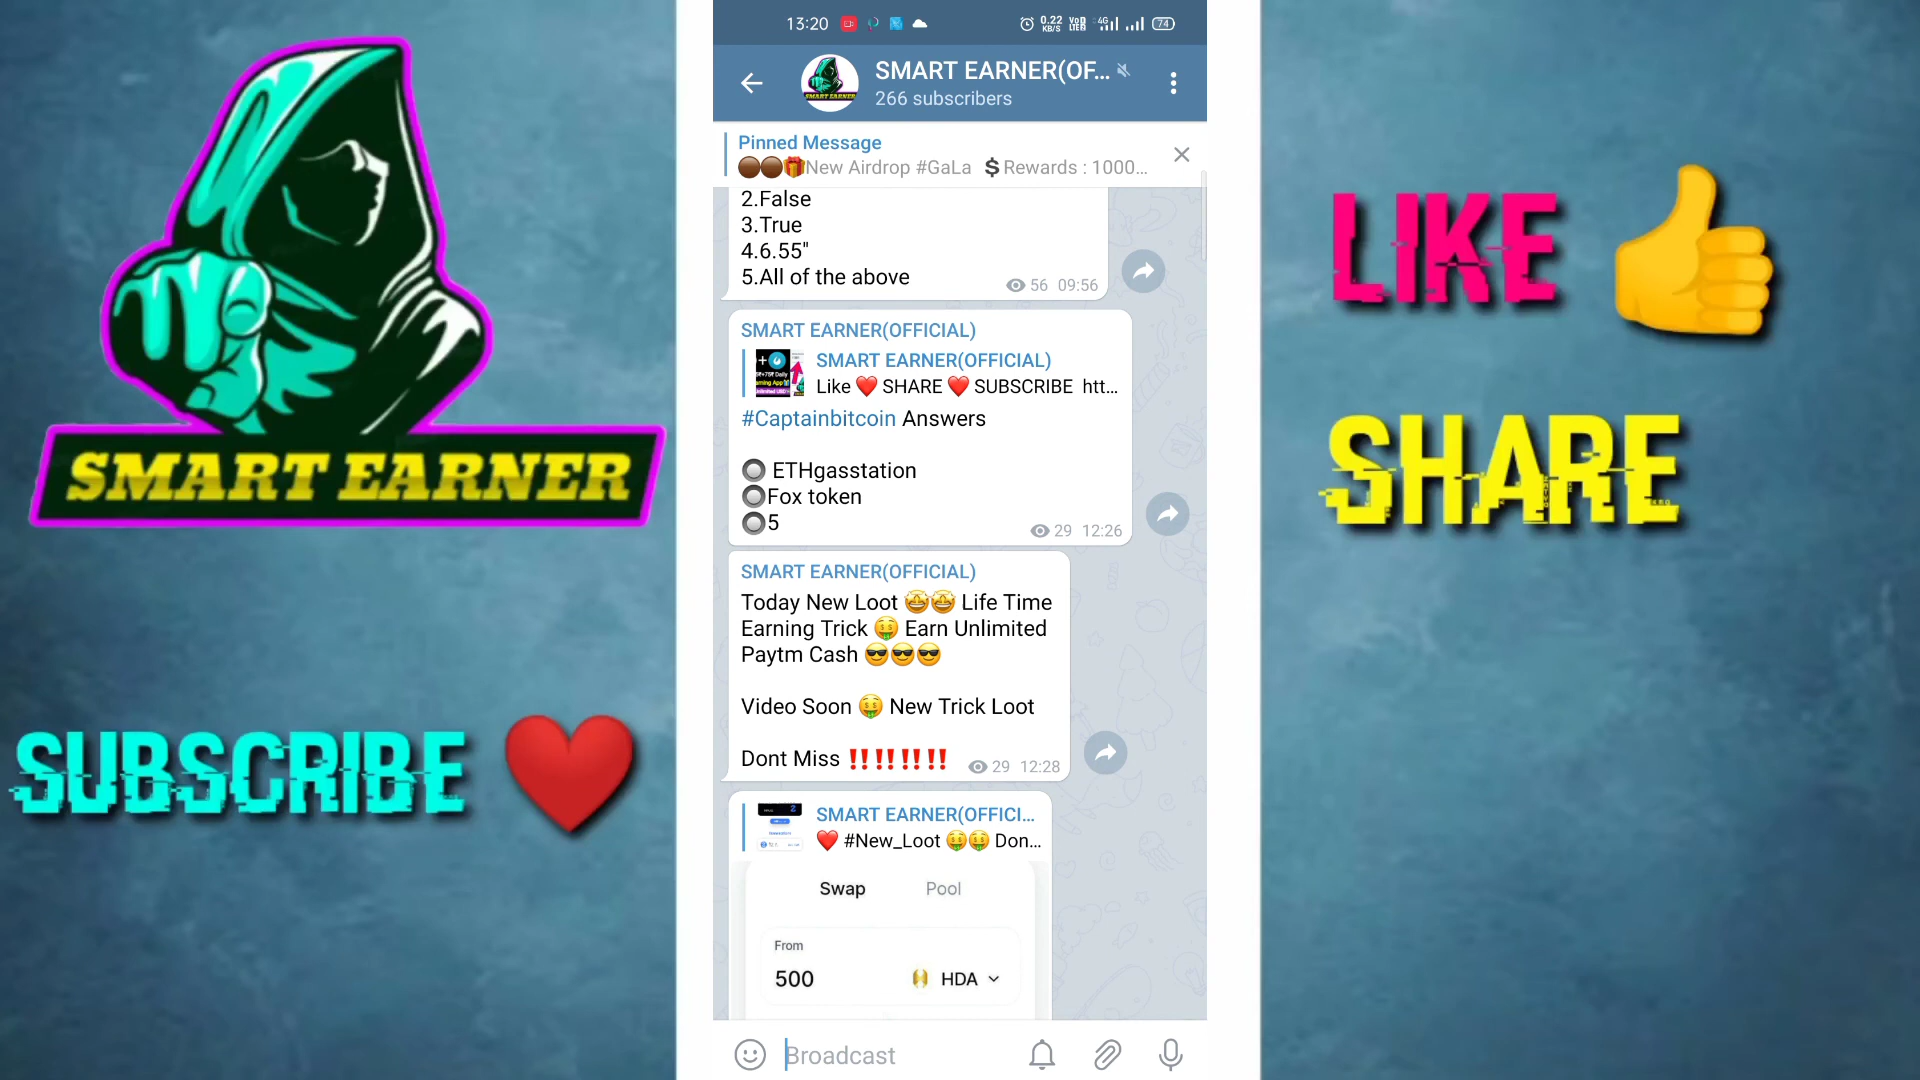 SMART EARNER
SUBSCRIBE ❤️
13:20
0.22
KB/S
4G
74
SMART EARNER(OF...
266 subscribers
Pinned Message
🟤🟤🎁New Airdrop #GaLa 💲Rewards : 1000...
2.False
3.True
4.6.55"
5.All of the above
56 09:56
SMART EARNER(OFFICIAL)
SMART EARNER(OFFICIAL)
Like ❤️ SHARE ❤️ SUBSCRIBE htt...
#Captainbitcoin Answers
🔘 ETHgasstation
🔘Fox token
🔘5
29 12:26
SMART EARNER(OFFICIAL)
Today New Loot 🤩🤩 Life Time
Earning Trick 🤑 Earn Unlimited
Paytm Cash 😎😎😎
Video Soon 🤑 New Trick Loot
Dont Miss ‼️‼️‼️‼️
29 12:28
SMART EARNER(OFFICI...
❤️ #New_Loot 🤑🤑 Don...
Swap Pool
From
500 HDA
Broadcast
LIKE 👍
SHARE